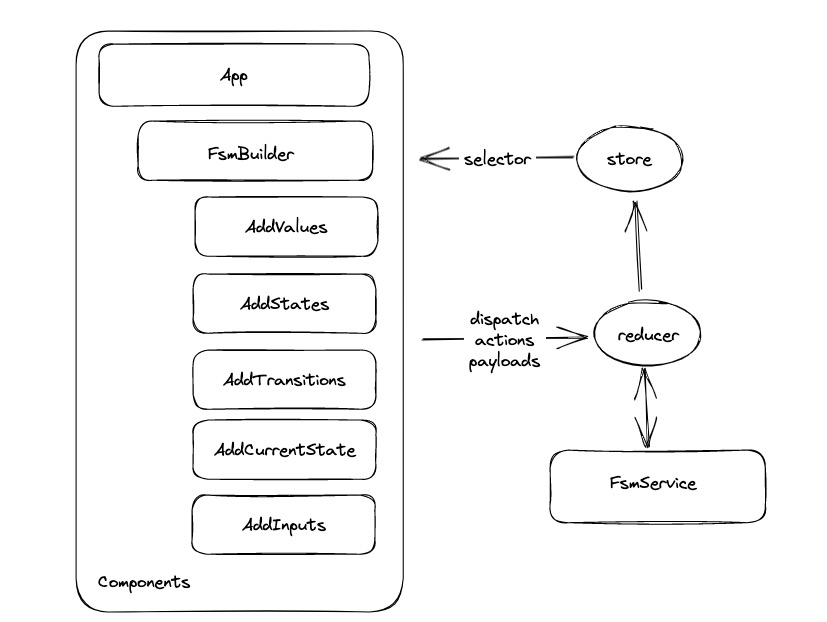 App
FsmBuilder
AddValues
AddStates
AddTransitions
AddCurrentState
AddInputs
Components
selector
store
dispatch
actions
payloads
reducer
FsmService